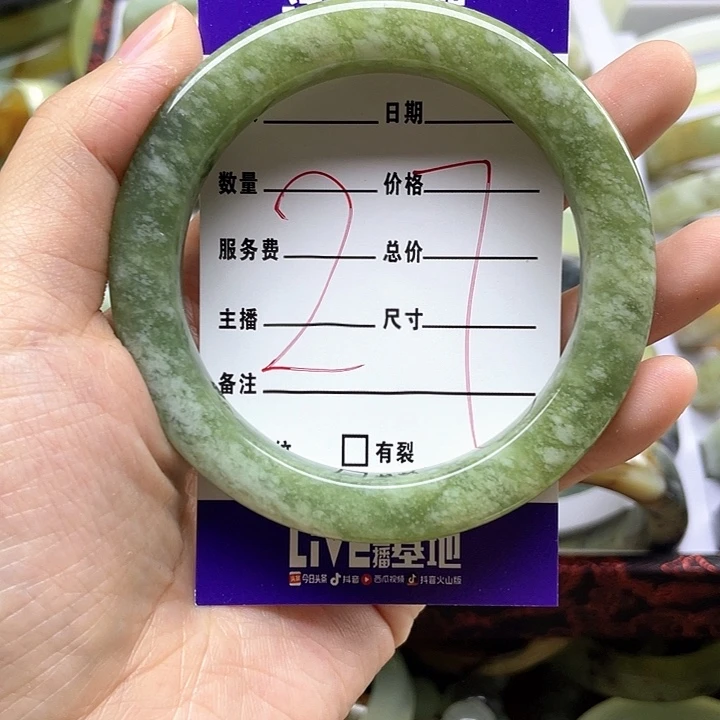 日期
数量 价格
27
服务费 总价
主播 尺寸
备注
□有裂
LIVE播基地
今日头条 抖音 西瓜视频 抖音火山版